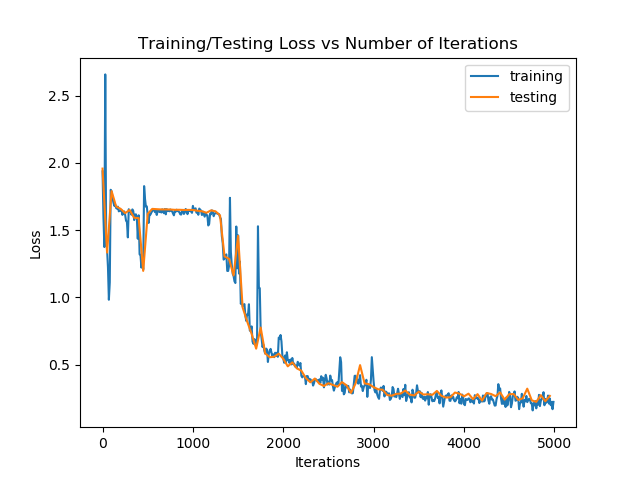 Training/Testing Loss vs Number of Iterations
training
testing
2.5
2.0
1.5
1.0
0.5
Loss
0
1000
2000
3000
4000
5000
Iterations